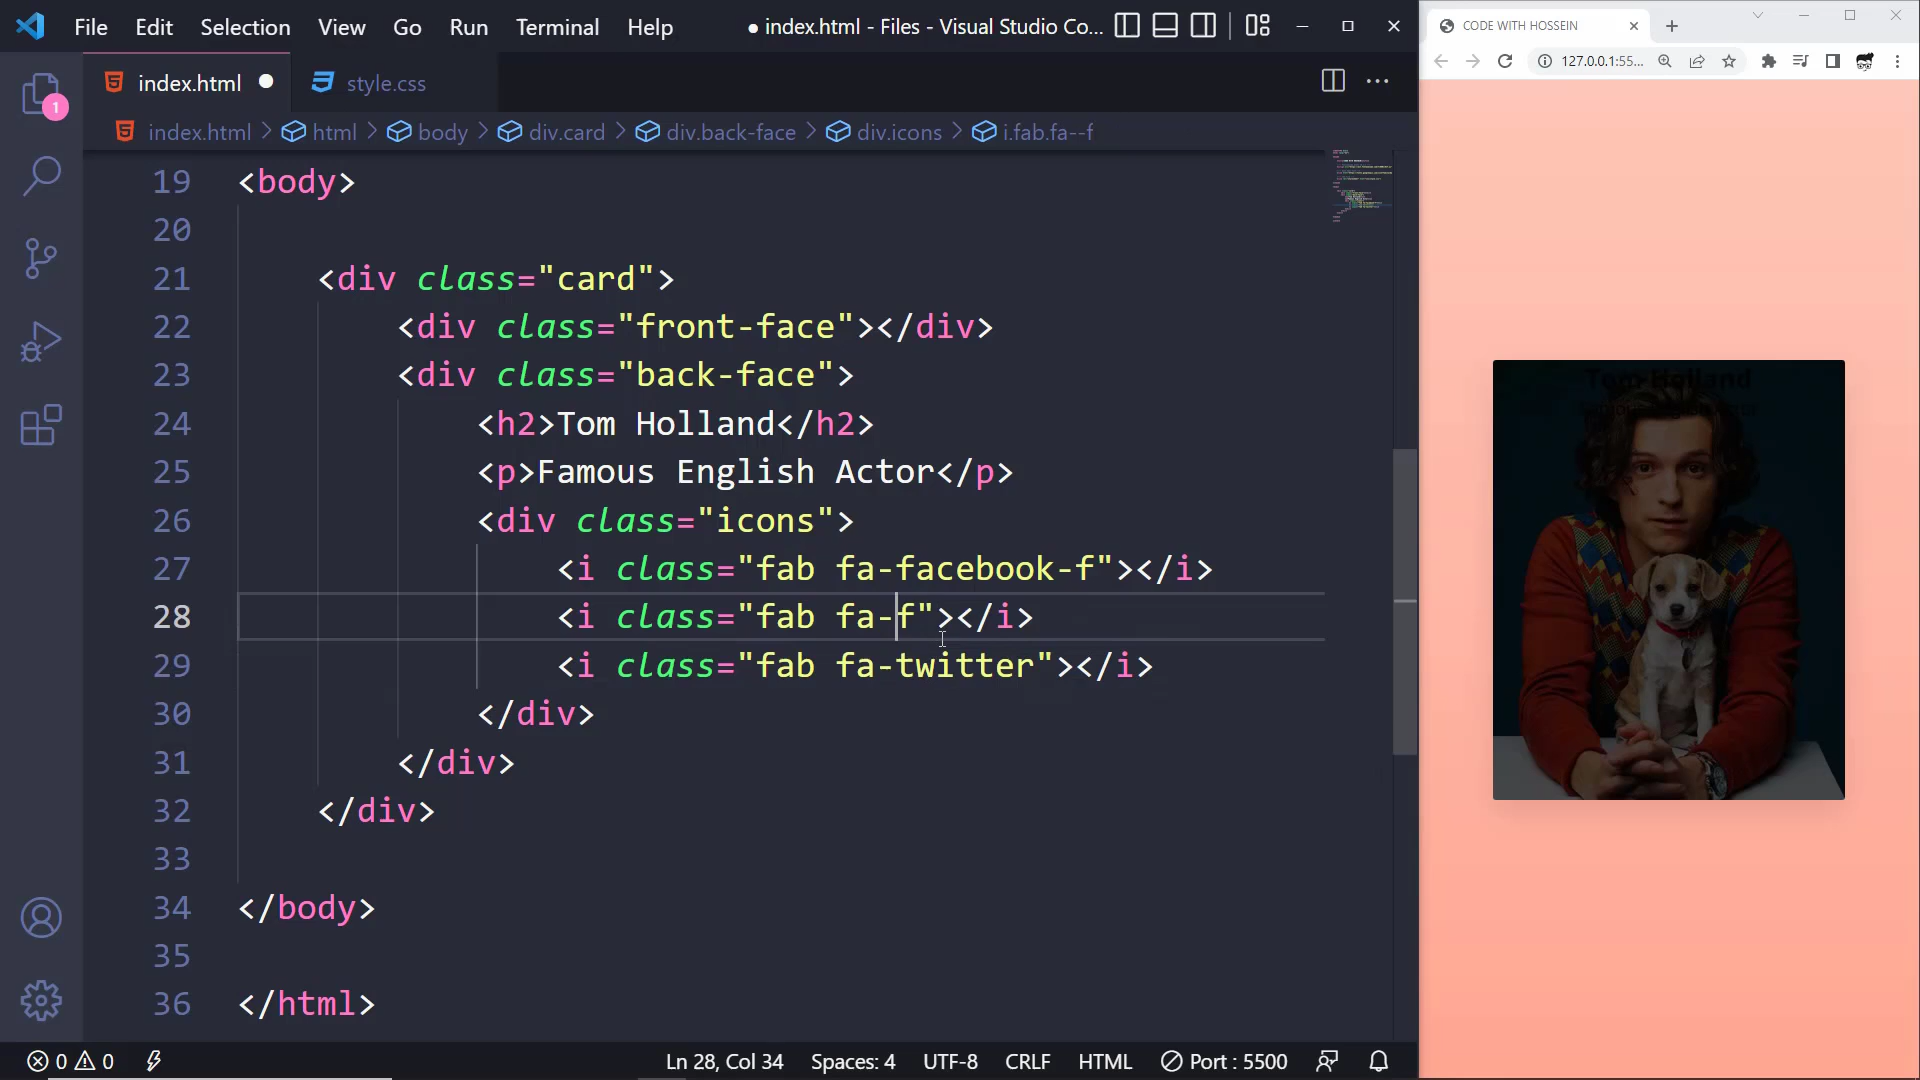 File Edit Selection View Go Run Terminal Help ● index.html - Files - Visual Studio Co...
index.html ● style.css
index.html > html > body > div.card > div.back-face > div.icons > i.fab.fa--f
1
19 <body>
20
21 <div class="card">
22 <div class="front-face"></div>
23 <div class="back-face">
24 <h2>Tom Holland</h2>
25 <p>Famous English Actor</p>
26 <div class="icons">
27 <i class="fab fa-facebook-f"></i>
28 <i class="fab fa-f"></i>
29 <i class="fab fa-twitter"></i>
30 </div>
31 </div>
32 </div>
33
34 </body>
35
36 </html>
0 0 Ln 28, Col 34 Spaces: 4 UTF-8 CRLF HTML Port : 5500
CODE WITH HOSSEIN
127.0.0.1:55...
Tom Holland